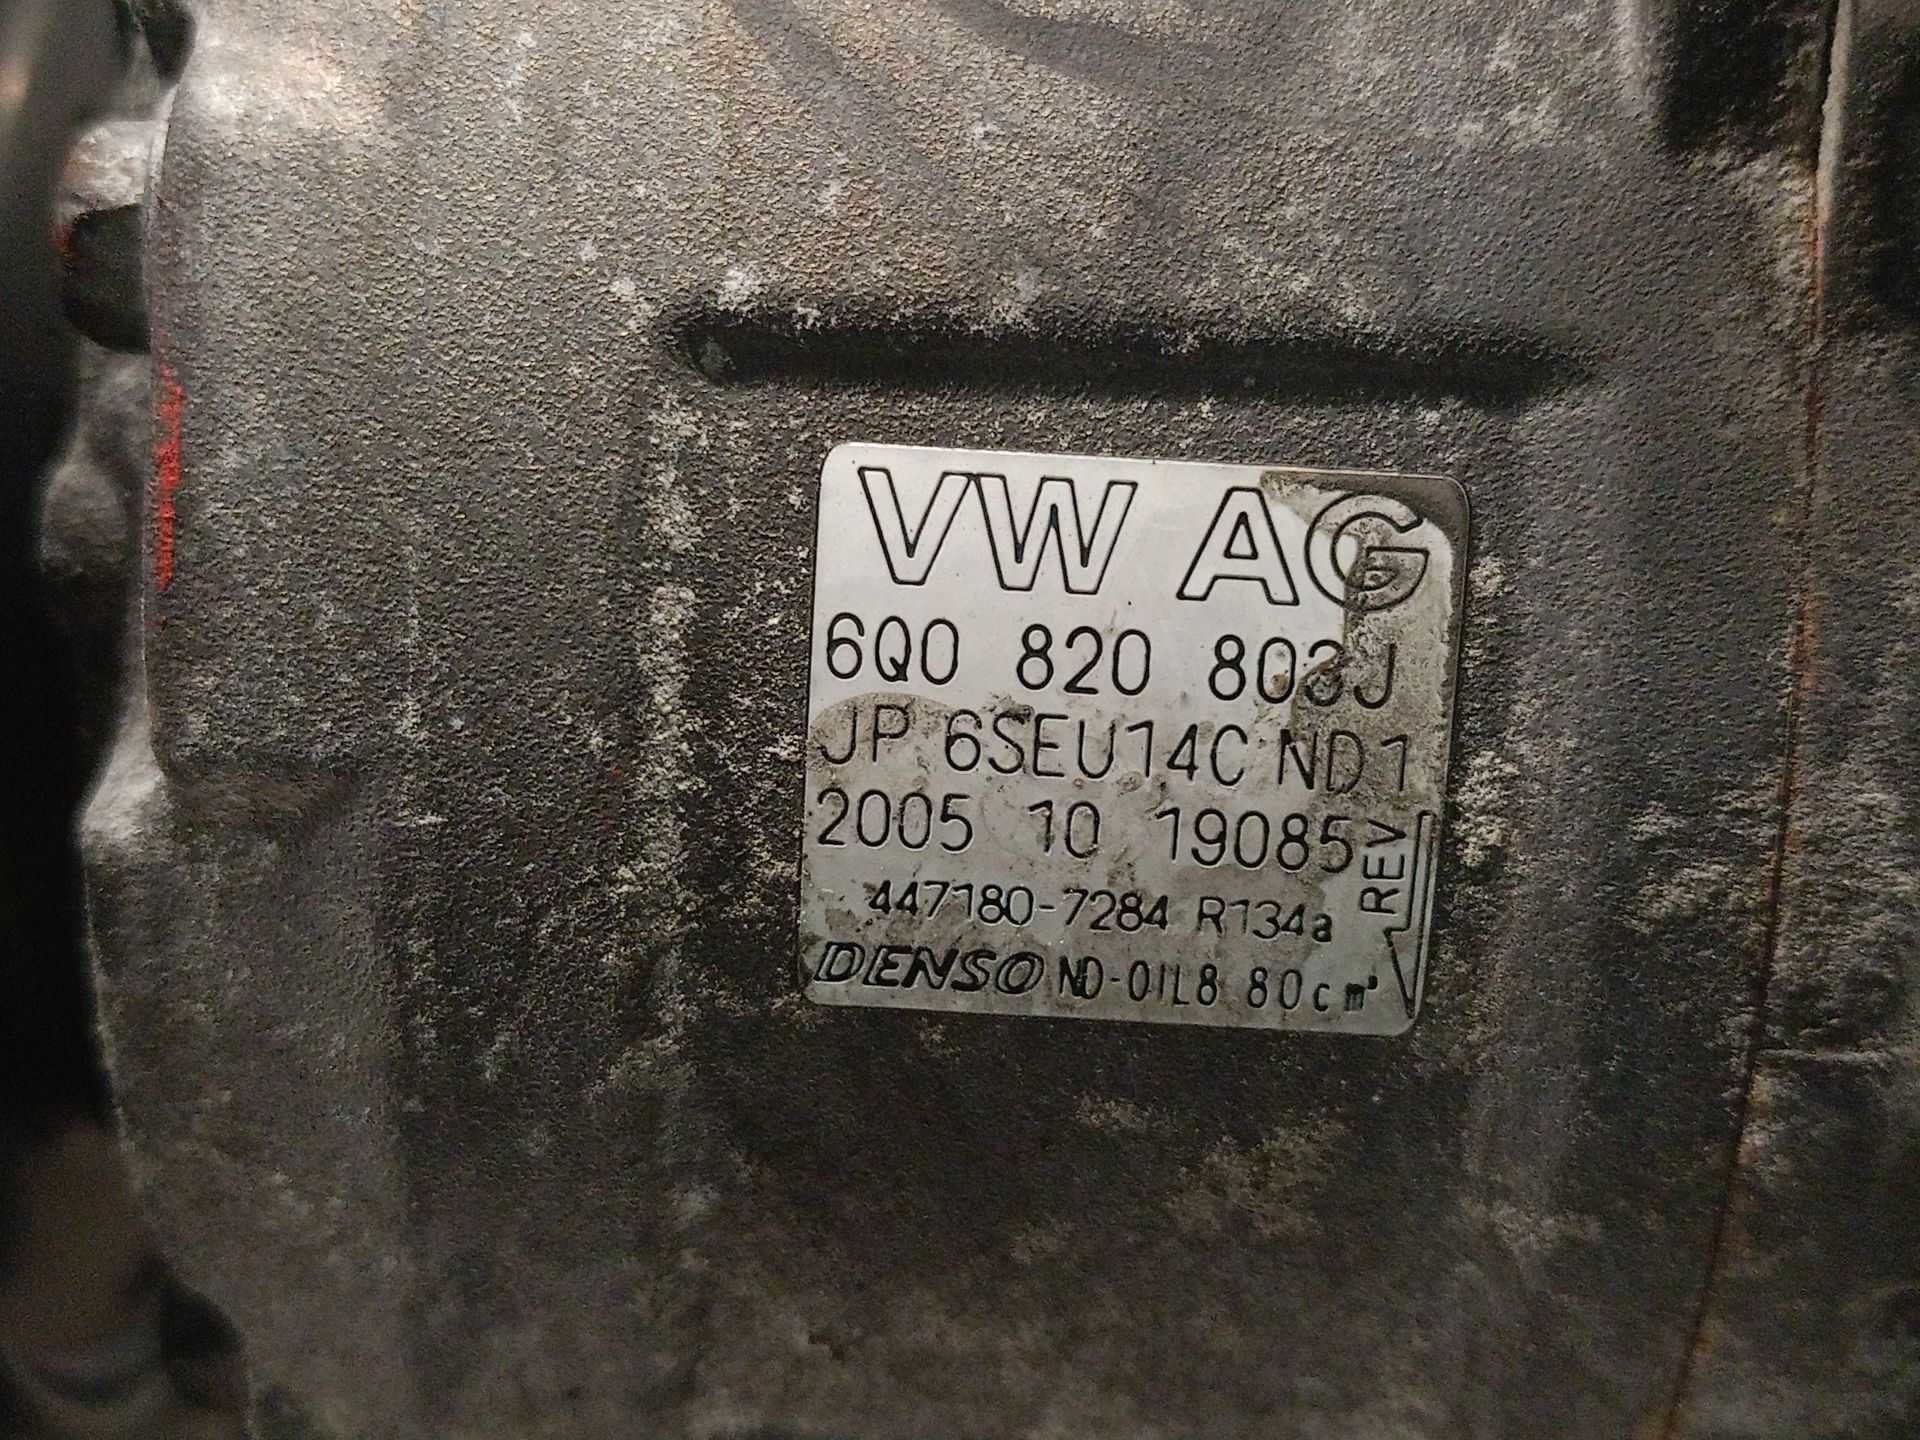 VW AG
6Q0 820 803J
JP 6SEU14C ND1
2005 10 19085
REV
447180-7284 R134a
DENSO ND-OIL8 80cm³